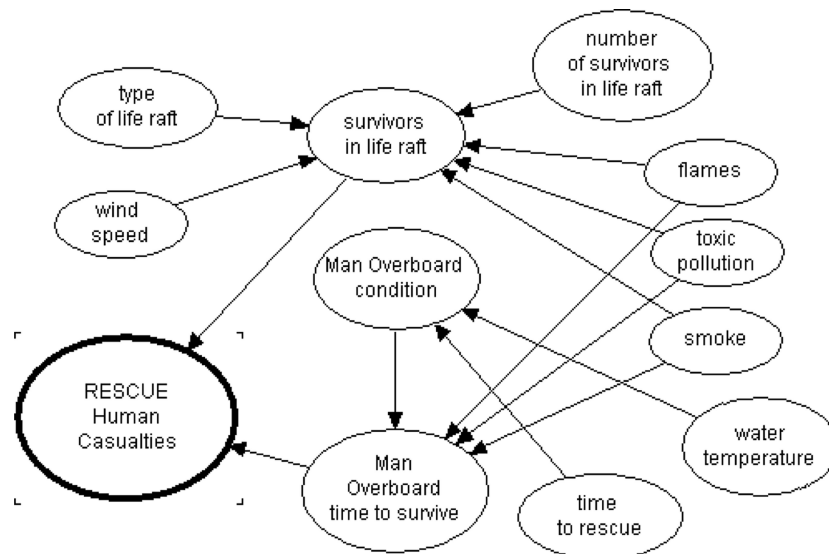 number
of survivors
in life raft
type
of life raft
survivors
in life raft
flames
wind
speed
toxic
pollution
Man Overboard
condition
smoke
RESCUE
Human
Casualties
water
temperature
Man
Overboard
time to survive
time
to rescue